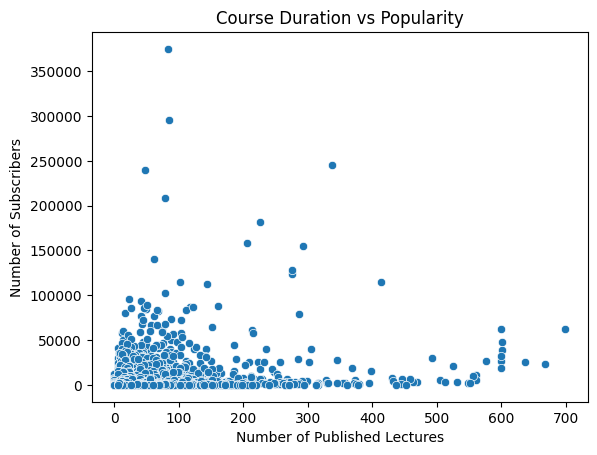 Course Duration vs Popularity
Number of Subscribers
350000
300000
250000
200000
150000
100000
50000
0
0 100 200 300 400 500 600 700
Number of Published Lectures